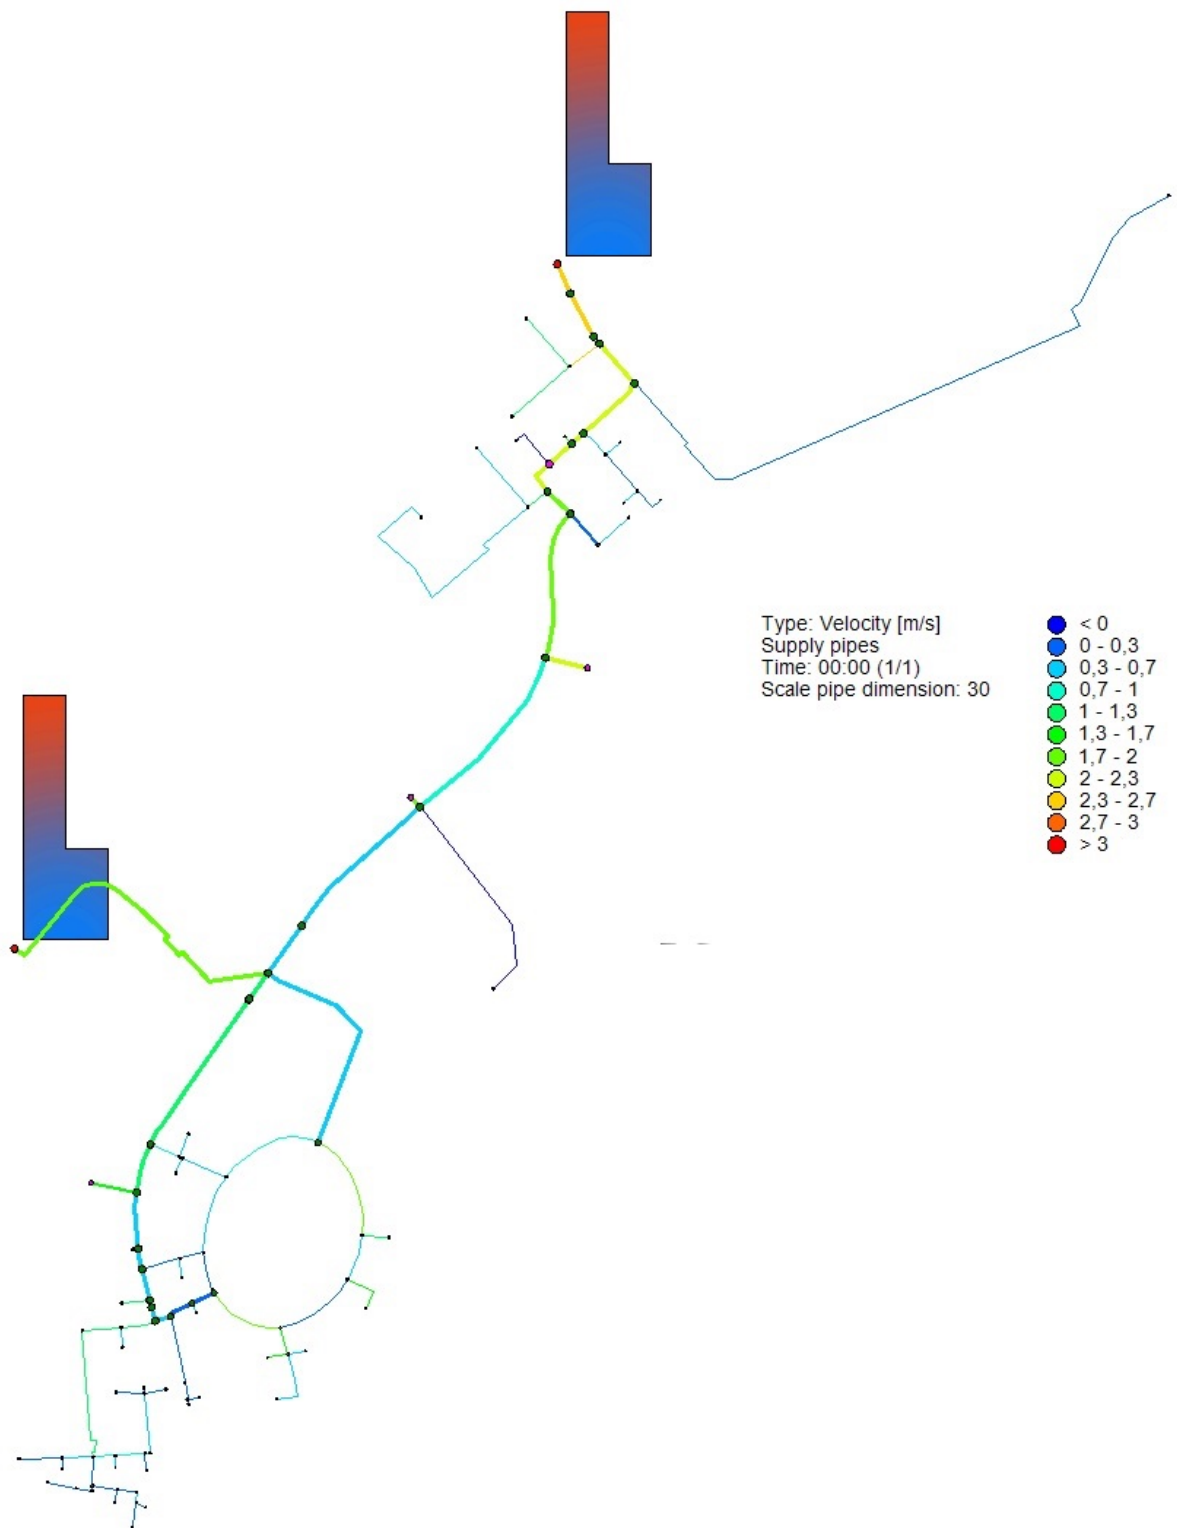 Type: Velocity [m/s]
Supply pipes
Time: 00:00 (1/1)
Scale pipe dimension: 30
< 0
0 - 0,3
0,3 - 0,7
0,7 - 1
1 - 1,3
1,3 - 1,7
1,7 - 2
2 - 2,3
2,3 - 2,7
2,7 - 3
> 3